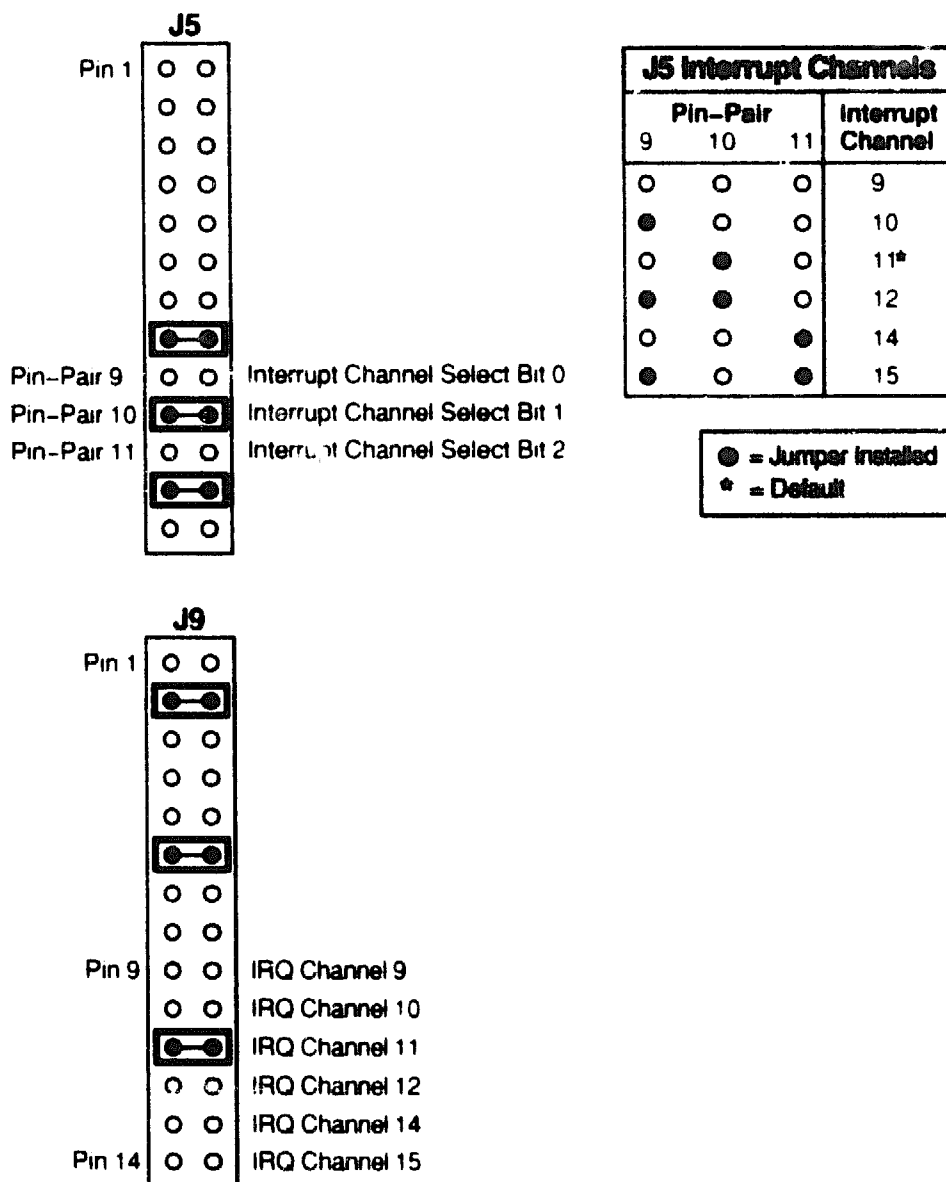 J5
Pin 1
Pin-Pair 9 Interrupt Channel Select Bit 0
Pin-Pair 10 Interrupt Channel Select Bit 1
Pin-Pair 11 Interrupt Channel Select Bit 2
J5 Interrupt Channels
Pin-Pair Interrupt
9 10 11 Channel
9
10
11*
12
14
15
= Jumper Installed
* = Default
J9
Pin 1
Pin 9 IRQ Channel 9
IRQ Channel 10
IRQ Channel 11
IRQ Channel 12
IRQ Channel 14
Pin 14 IRQ Channel 15